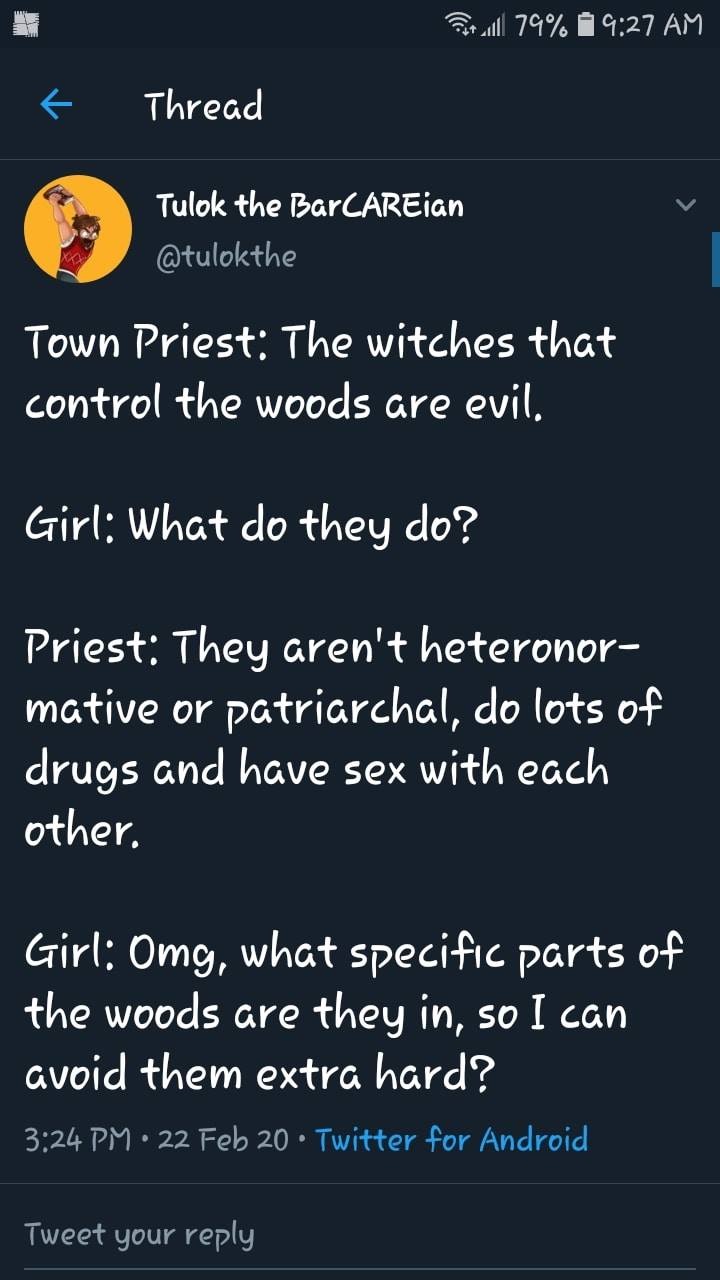 79% 9:27 AM
Thread
Tulok the BarCAREian
@tulokthe
Town Priest: The witches that
control the woods are evil.
Girl: What do they do?
Priest: They aren't heteronor-
mative or patriarchal, do lots of
drugs and have sex with each
other.
Girl: Omg, what specific parts of
the woods are they in, so I can
avoid them extra hard?
3:24 PM • 22 Feb 20 • Twitter for Android
Tweet your reply